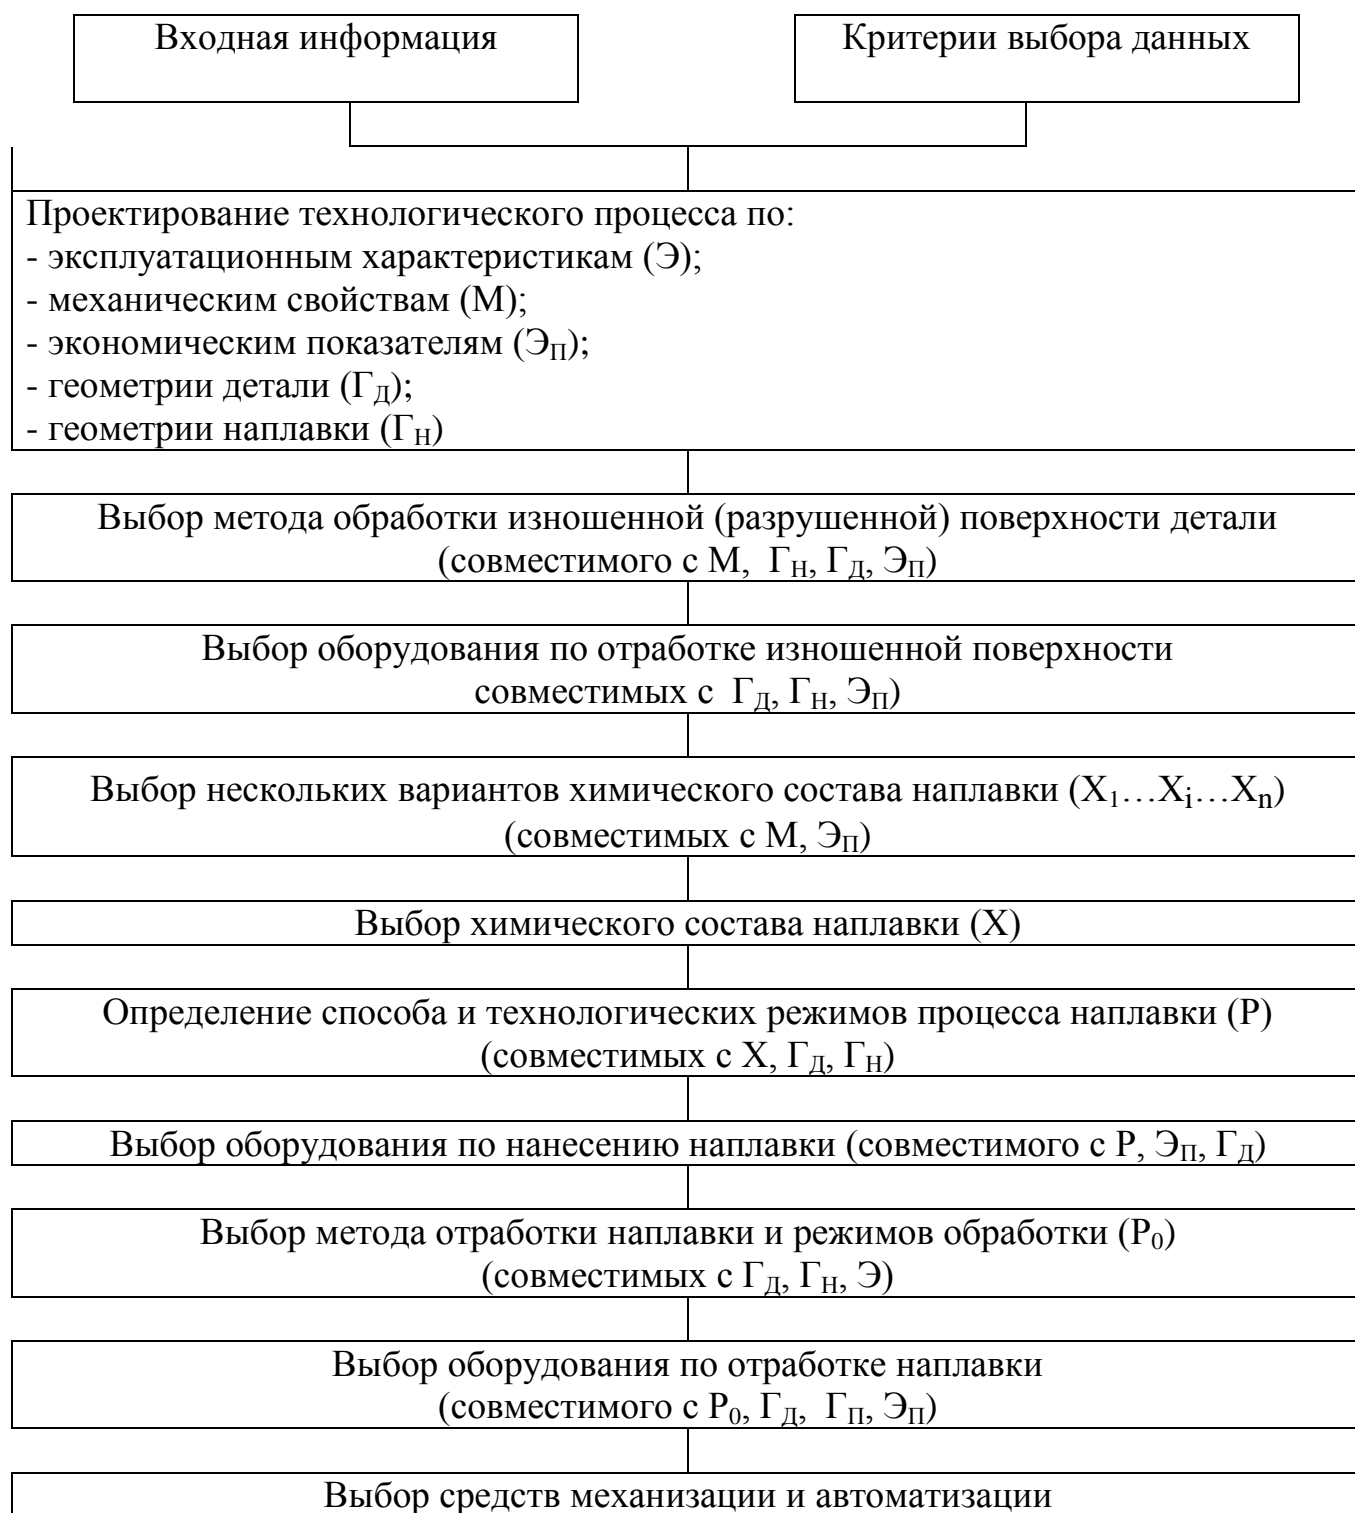 Входная информация
Критерии выбора данных
Проектирование технологического процесса по:
- эксплуатационным характеристикам (Э);
- механическим свойствам (М);
- экономическим показателям (Э_П);
- геометрии детали (Г_Д);
- геометрии наплавки (Г_Н)
Выбор метода обработки изношенной (разрушенной) поверхности детали
(совместимого с М, Г_Н, Г_Д, Э_П)
Выбор оборудования по отработке изношенной поверхности
совместимых с Г_Д, Г_Н, Э_П)
Выбор нескольких вариантов химического состава наплавки (X₁…X_i…X_n)
(совместимых с М, Э_П)
Выбор химического состава наплавки (X)
Определение способа и технологических режимов процесса наплавки (Р)
(совместимых с X, Г_Д, Г_Н)
Выбор оборудования по нанесению наплавки (совместимого с Р, Э_П, Г_Д)
Выбор метода отработки наплавки и режимов обработки (Р₀)
(совместимых с Г_Д, Г_Н, Э)
Выбор оборудования по отработке наплавки
(совместимого с Р₀, Г_Д, Г_П, Э_П)
Выбор средств механизации и автоматизации